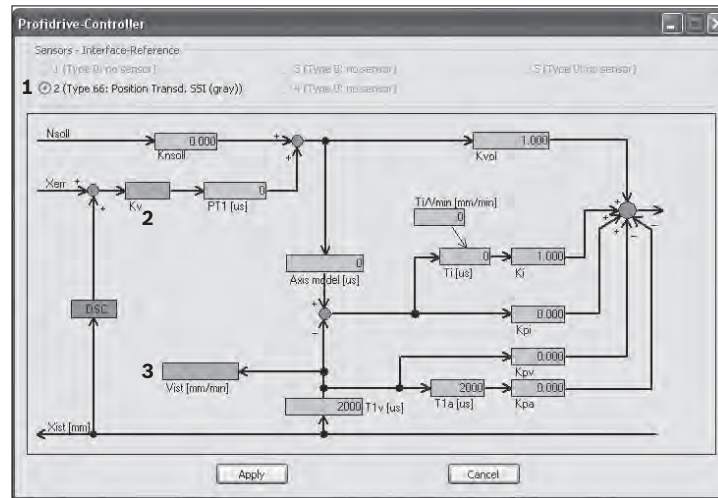 Profidrive-Controller
Sensors - Interface-Reference
1 (Type 0: no sensor) 3 (Type 0: no sensor) 5 (Type 0: no sensor)
1 2 (Type 66: Position Transd. SSI (gray)) 4 (Type 0: no sensor)
Nsoll 0.000 1.000
Knsoll Kvol
Xerr 0
Kv PT1 [us]
2
Ti/Vmin [mm/min]
0
0 0 1.000
Axis model [us] Ti [us] Ki
DSC 0.000
Kpi
3
Vist [mm/min]
0.000
Kpv
2000 T1v [us] 2000 0.000
T1a [us] Kpa
Xist [mm]
Apply Cancel